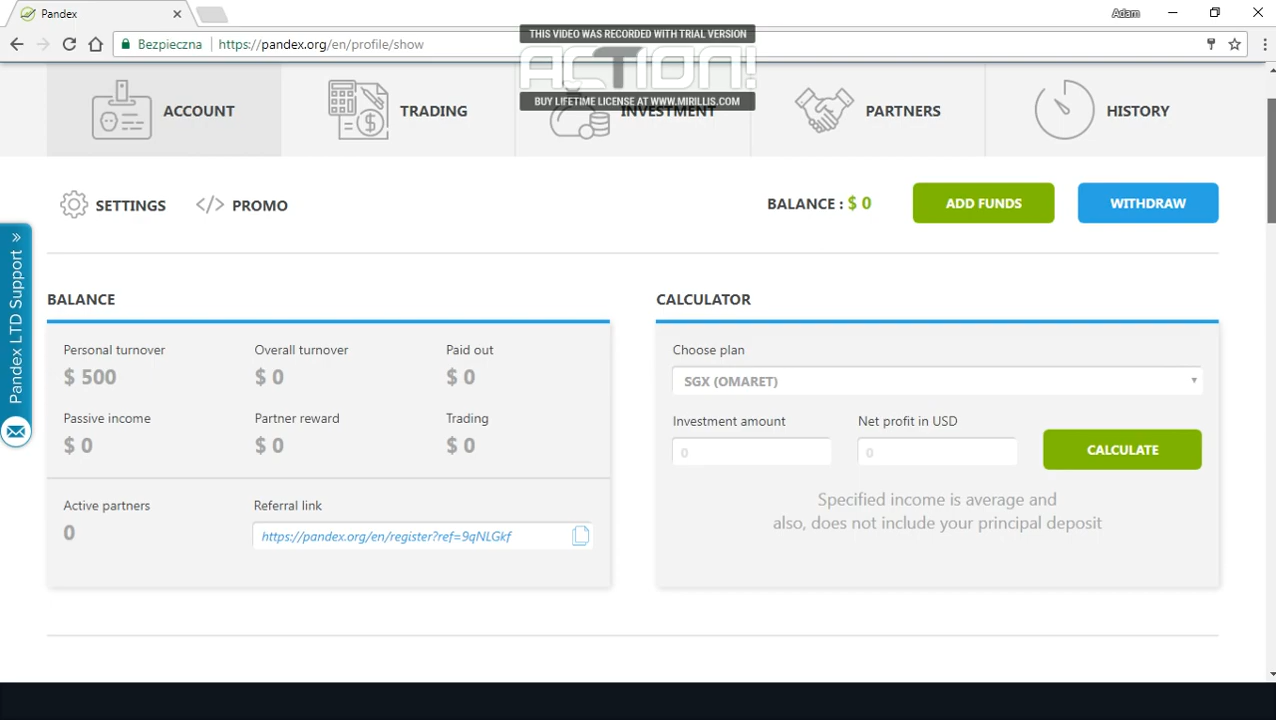 Pandex
Adam
Bezpieczna
https://pandex.org/en/profile/show
THIS VIDEO WAS RECORDED WITH TRIAL VERSION
ACTION!
BUY LIFETIME LICENSE AT WWW.MIRILLIS.COM
ACCOUNT
TRADING
INVESTMENT
PARTNERS
HISTORY
SETTINGS
</> PROMO
BALANCE : $ 0
ADD FUNDS
WITHDRAW
Pandex LTD Support »
BALANCE
Personal turnover
Overall turnover
Paid out
$ 500
$ 0
$ 0
Passive income
Partner reward
Trading
$ 0
$ 0
$ 0
Active partners
Referral link
0
https://pandex.org/en/register?ref=9qNLGkf
CALCULATOR
Choose plan
SGX (OMARET)
Investment amount
Net profit in USD
0
0
CALCULATE
Specified income is average and
also, does not include your principal deposit